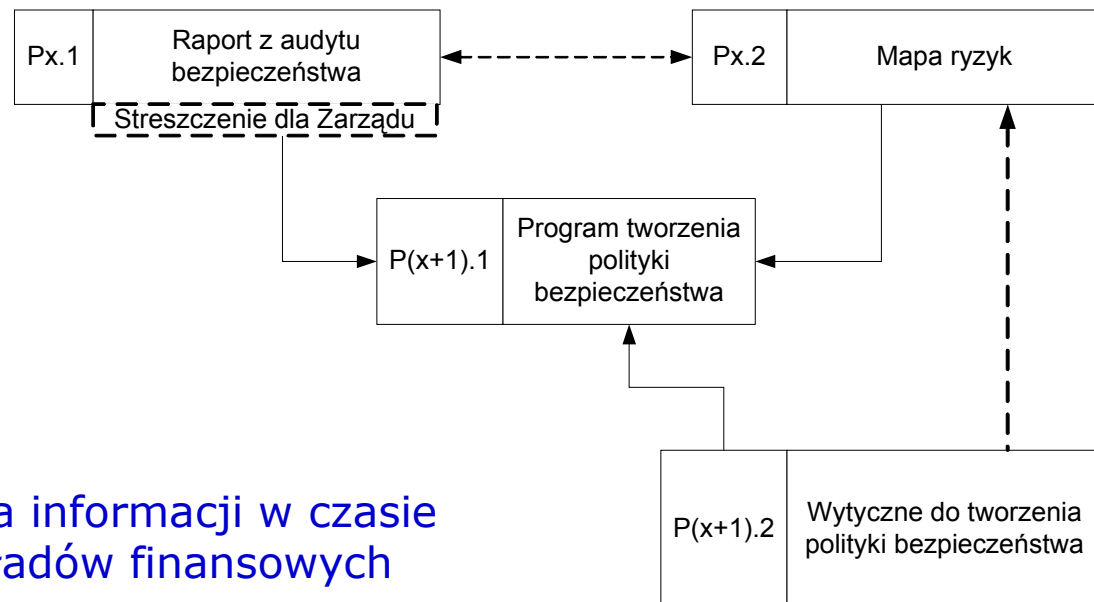 Px.1
Raport z audytu
bezpieczeństwa
Streszczenie dla Zarządu
Px.2
Mapa ryzyk
P(x+1).1
Program tworzenia
polityki
bezpieczeństwa
P(x+1).2
Wytyczne do tworzenia
polityki bezpieczeństwa
informacji w czasie
finansowych